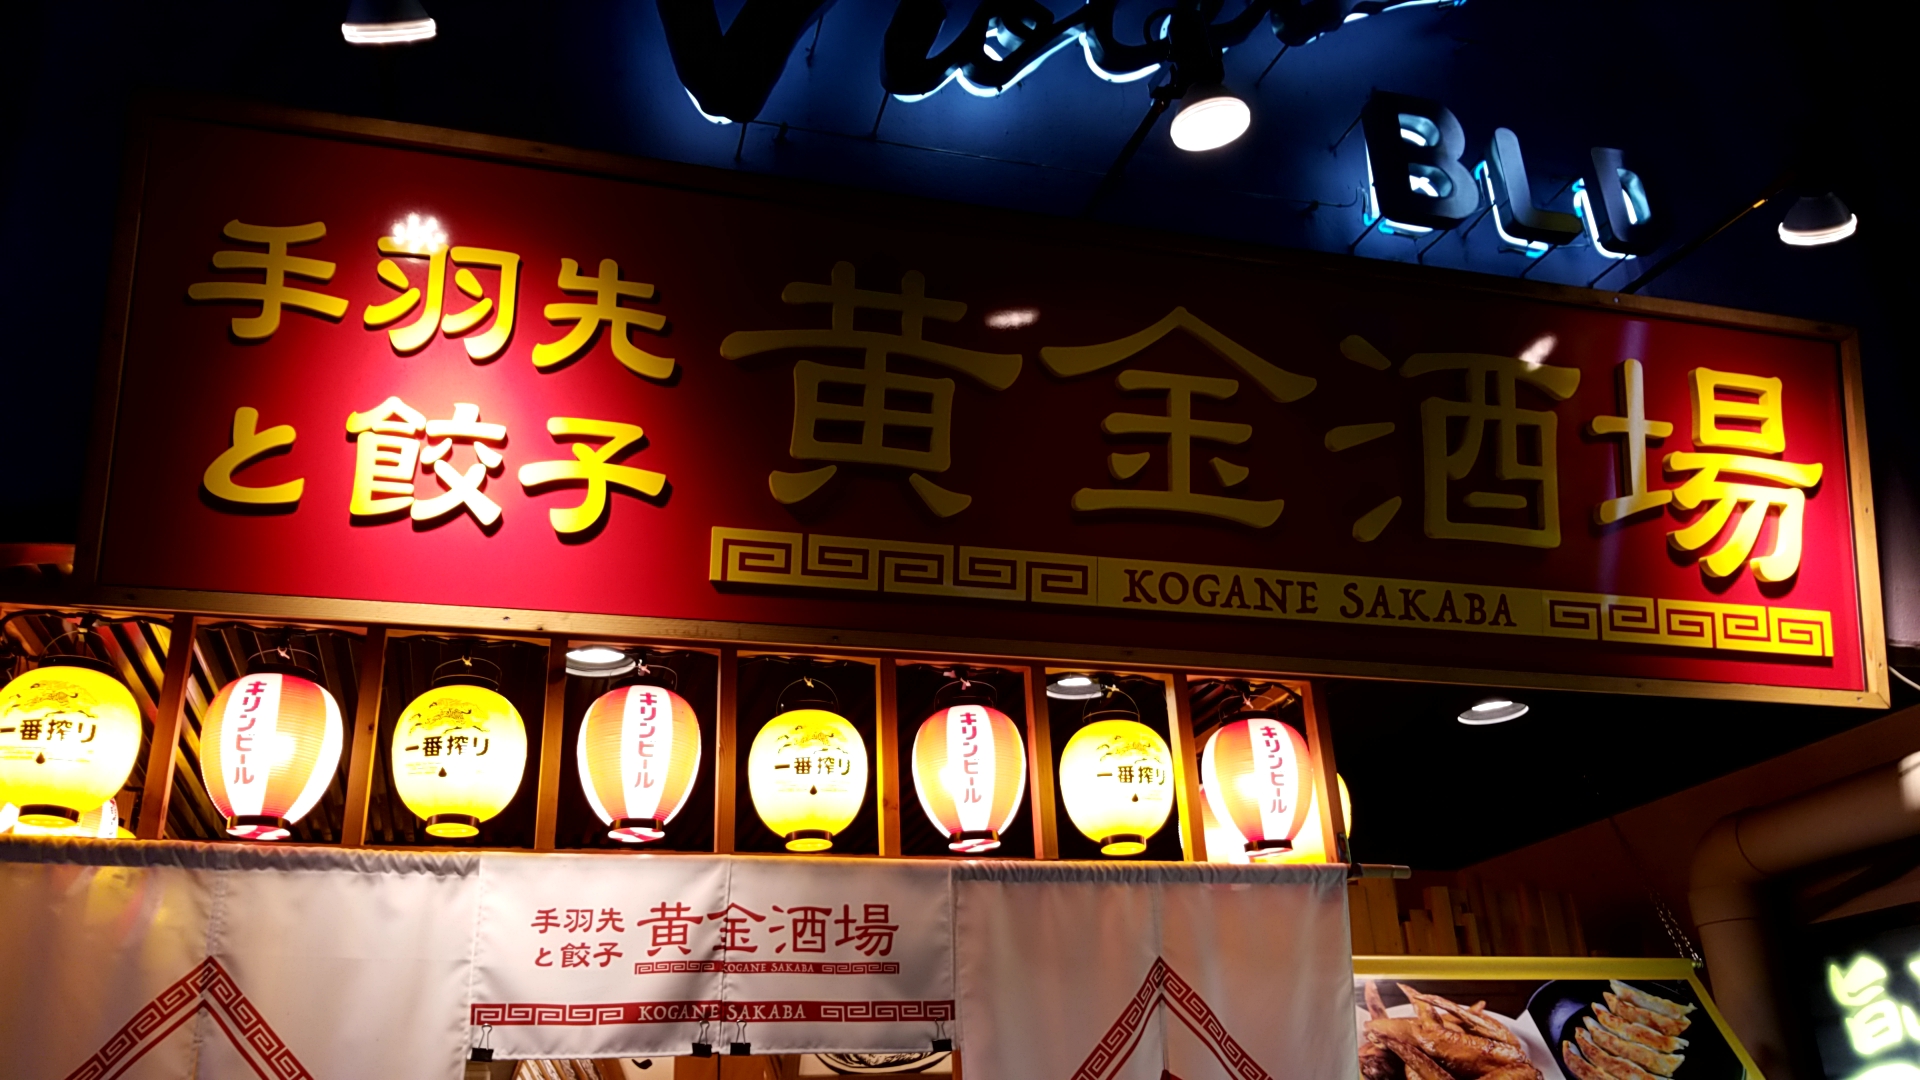 BLD
手羽先
と餃子
黄金酒場
KOGANE SAKABA
一番搾り
キリンビール
一番搾り
キリンビール
一番搾り
キリンビール
一番搾り
キリンビール
手羽先
と餃子
黄金酒場
KOGANE SAKABA
KOGANE SAKABA
旨